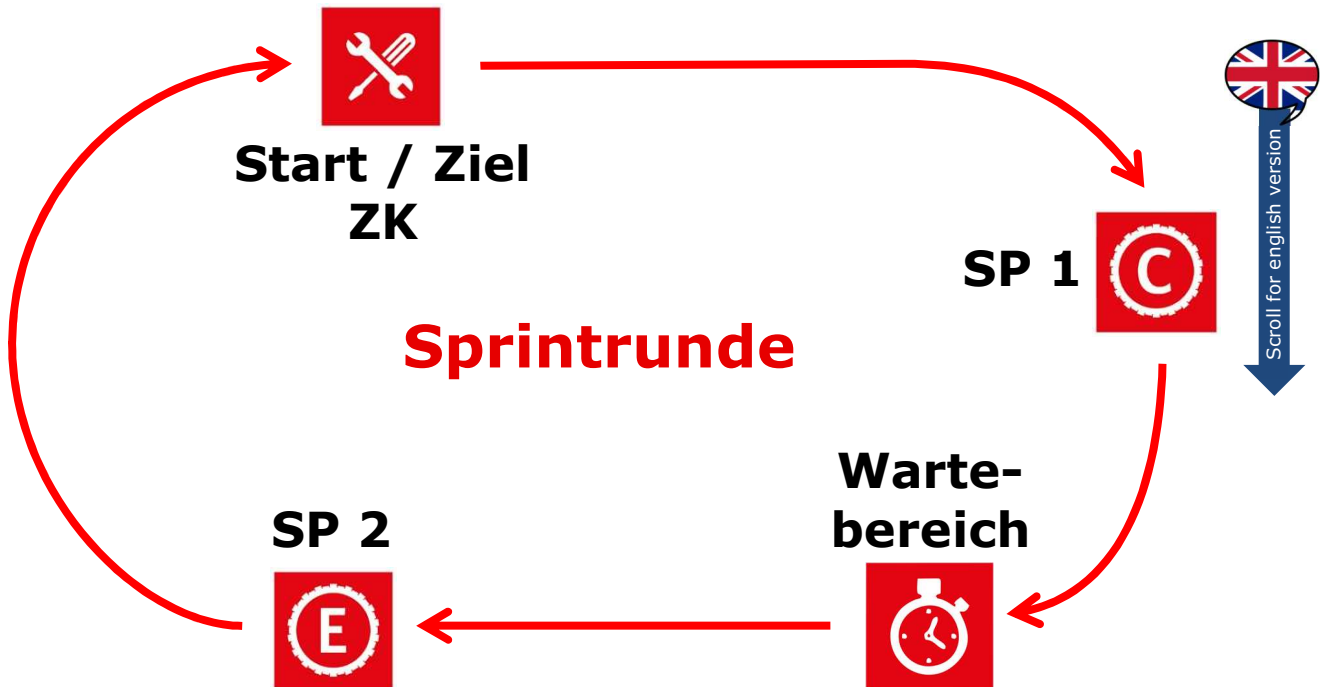 Start / Ziel
ZK
SP 1
C
Scroll for english version
Sprintrunde
Warte-
bereich
SP 2
E